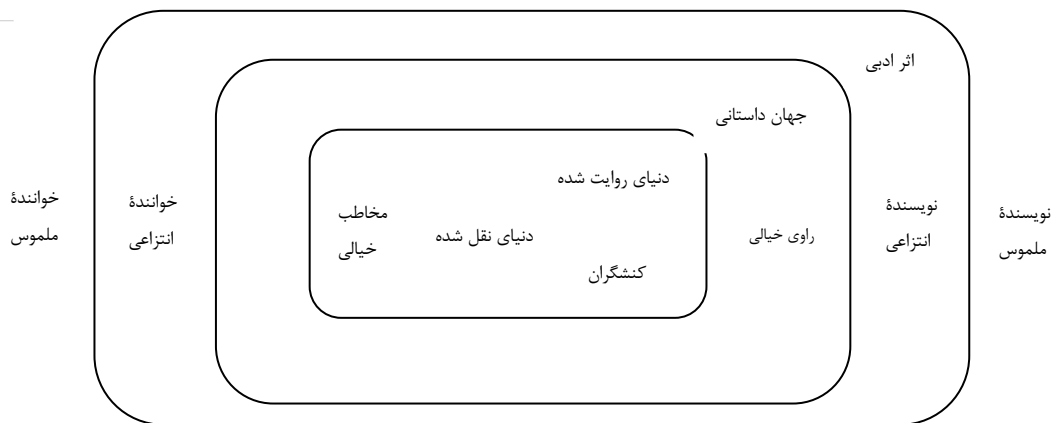 اثر ادبی
جهان داستانی
دنیای روایت شده
نویسندۀ
ملموس
نویسندۀ
انتزاعی
راوی خیالی
کنشگران
دنیای نقل شده
مخاطب
خیالی
خوانندۀ
انتزاعی
خوانندۀ
ملموس